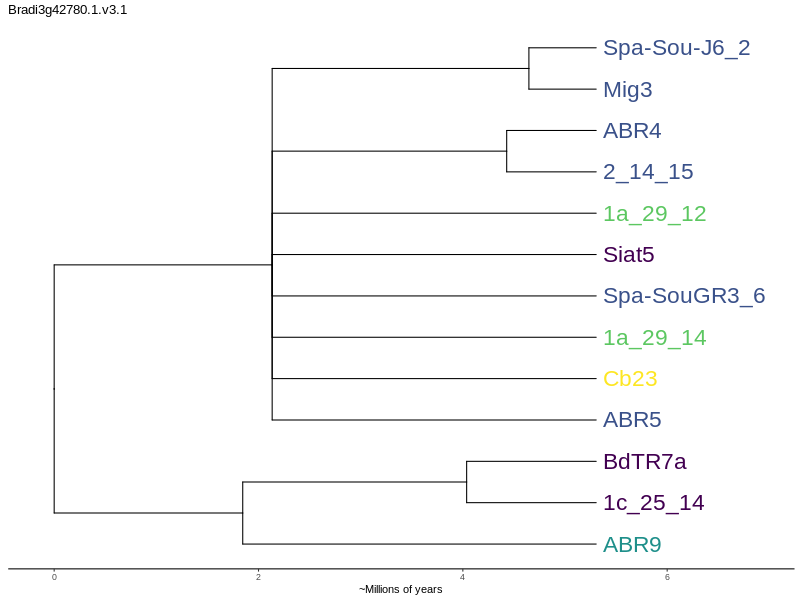 Bradi3g42780.1.v3.1
Spa-Sou-J6_2
Mig3
ABR4
2_14_15
1a_29_12
Siat5
Spa-SouGR3_6
1a_29_14
Cb23
ABR5
BdTR7a
1c_25_14
ABR9
0 2 4 6
~Millions of years